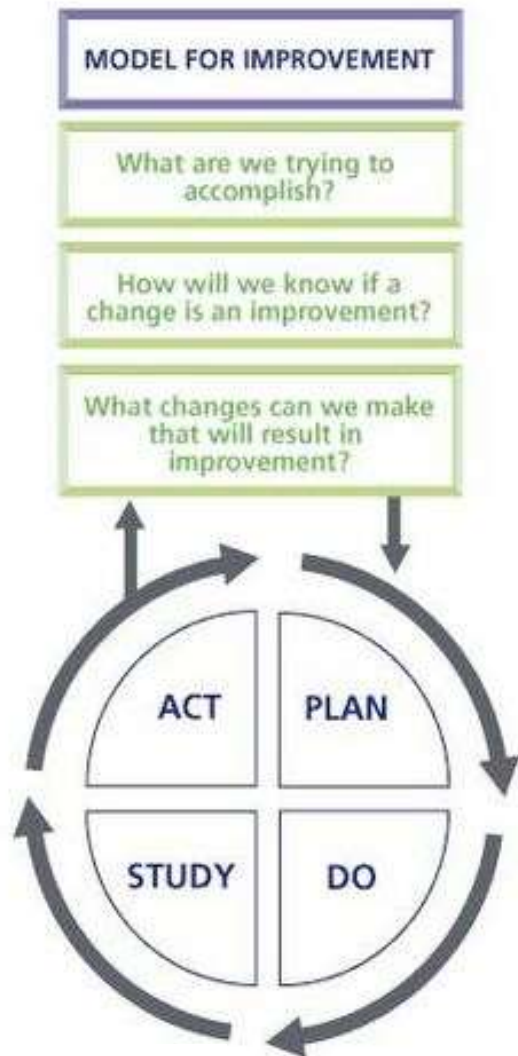 MODEL FOR IMPROVEMENT
What are we trying to
accomplish?
How will we know if a
change is an improvement?
What changes can we make
that will result in
improvement?
ACT
PLAN
STUDY
DO